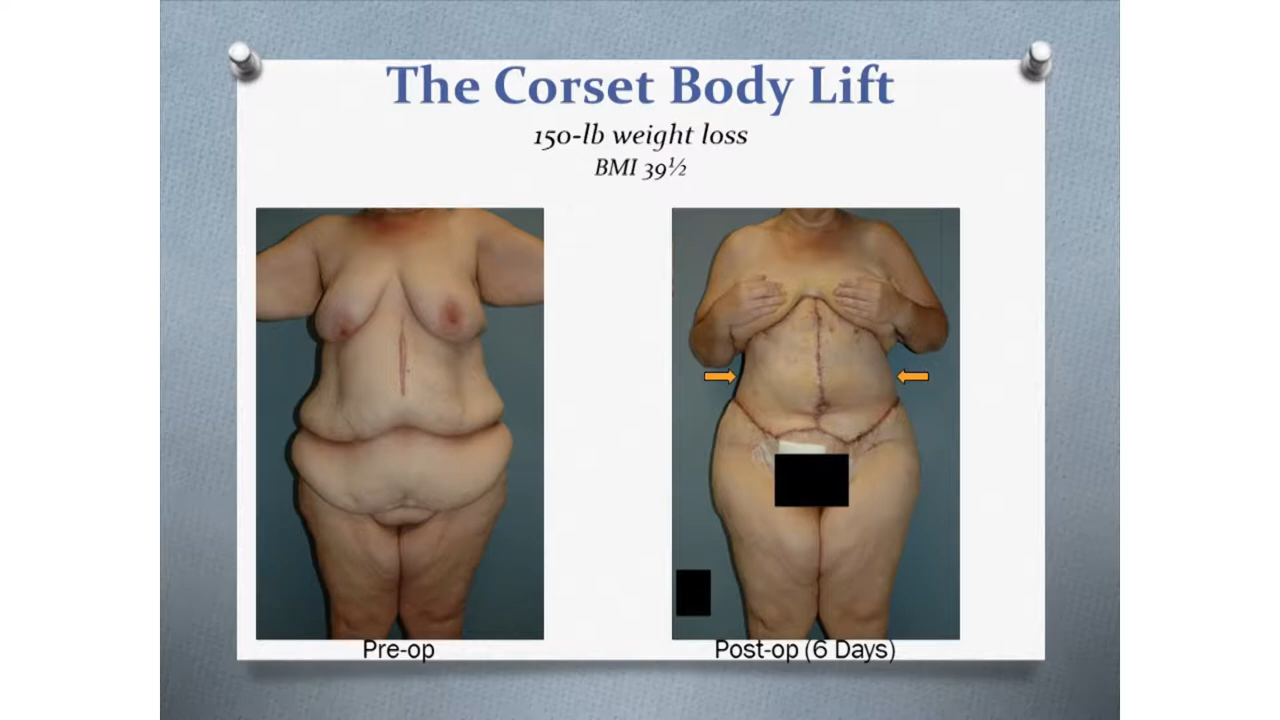 The Corset Body Lift
150-lb weight loss
BMI 39½
Pre-op
Post-op (6 Days)